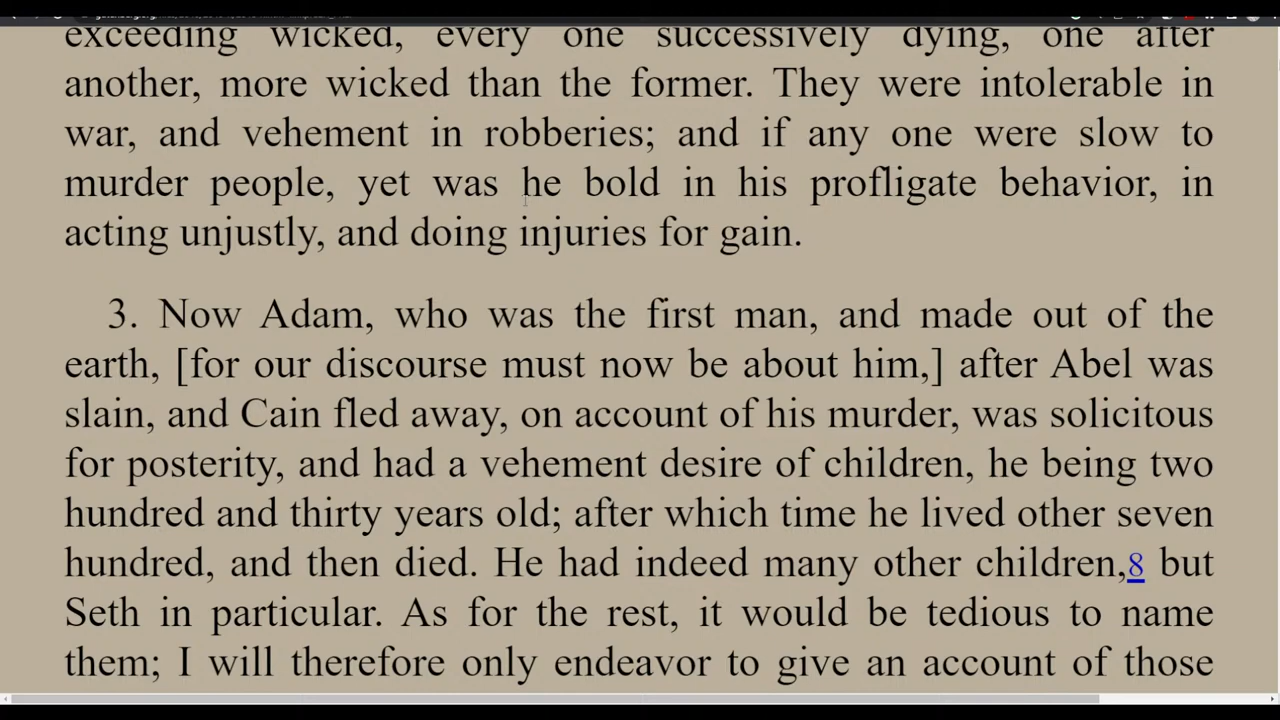 exceeding wicked, every one successively dying, one after
another, more wicked than the former. They were intolerable in
war, and vehement in robberies; and if any one were slow to
murder people, yet was he bold in his profligate behavior, in
acting unjustly, and doing injuries for gain.
3. Now Adam, who was the first man, and made out of the
earth, [for our discourse must now be about him,] after Abel was
slain, and Cain fled away, on account of his murder, was solicitous
for posterity, and had a vehement desire of children, he being two
hundred and thirty years old; after which time he lived other seven
hundred, and then died. He had indeed many other children,8 but
Seth in particular. As for the rest, it would be tedious to name
them; I will therefore only endeavor to give an account of those